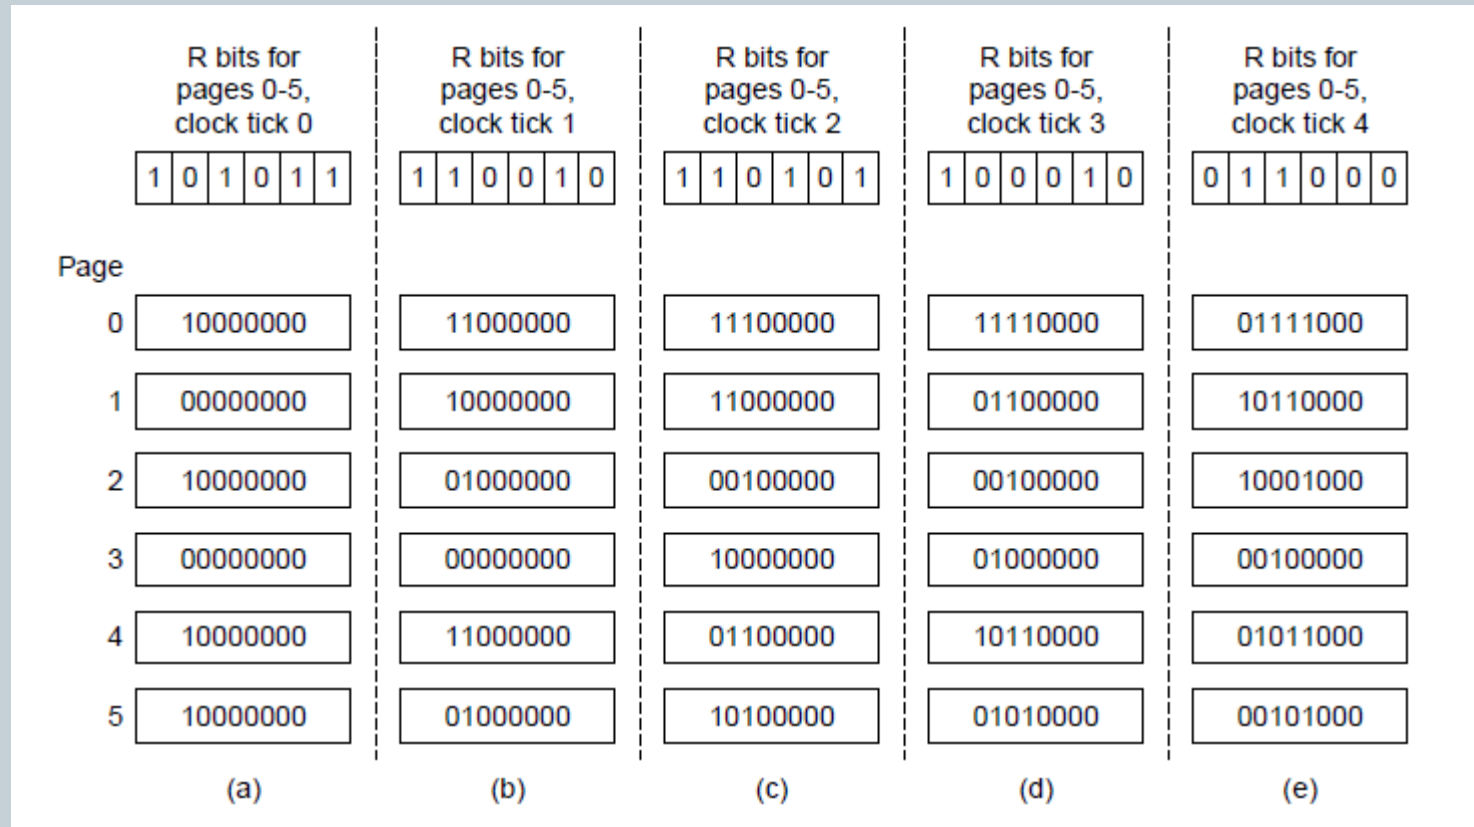 R bits for pages 0-5, clock tick 0
R bits for pages 0-5, clock tick 1
R bits for pages 0-5, clock tick 2
R bits for pages 0-5, clock tick 3
R bits for pages 0-5, clock tick 4
1 0 1 0 1 1
1 1 0 0 1 0
1 1 0 1 0 1
1 0 0 0 1 0
0 1 1 0 0 0
Page
0 10000000 11000000 11100000 11110000 01111000
1 00000000 10000000 11000000 01100000 10110000
2 10000000 01000000 00100000 00100000 10001000
3 00000000 00000000 10000000 01000000 00100000
4 10000000 11000000 01100000 10110000 01011000
5 10000000 01000000 10100000 01010000 00101000
(a) (b) (c) (d) (e)